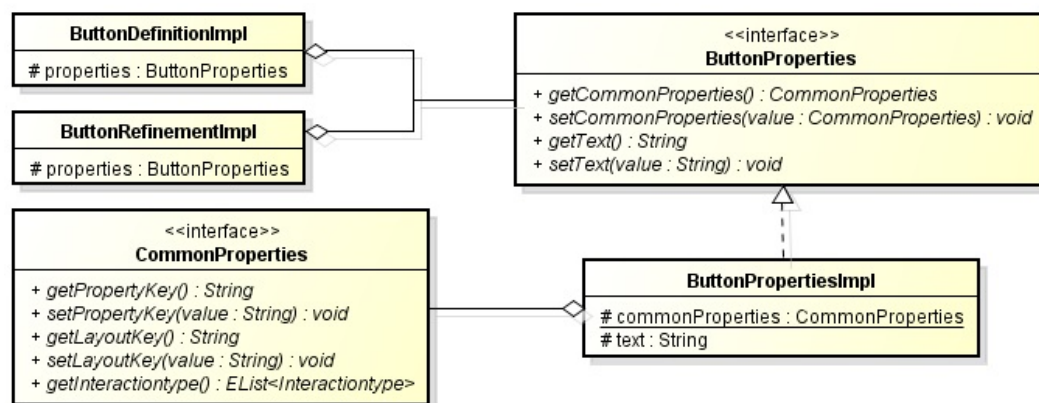 ButtonDefinitionImpl
# properties : ButtonProperties
ButtonRefinementImpl
# properties : ButtonProperties
<<interface>>
ButtonProperties
+ getCommonProperties() : CommonProperties
+ setCommonProperties(value : CommonProperties) : void
+ getText() : String
+ setText(value : String) : void
<<interface>>
CommonProperties
+ getPropertyKey() : String
+ setPropertyKey(value : String) : void
+ getLayoutKey() : String
+ setLayoutKey(value : String) : void
+ getInteractiontype() : EList<Interactiontype>
ButtonPropertiesImpl
# commonProperties : CommonProperties
# text : String